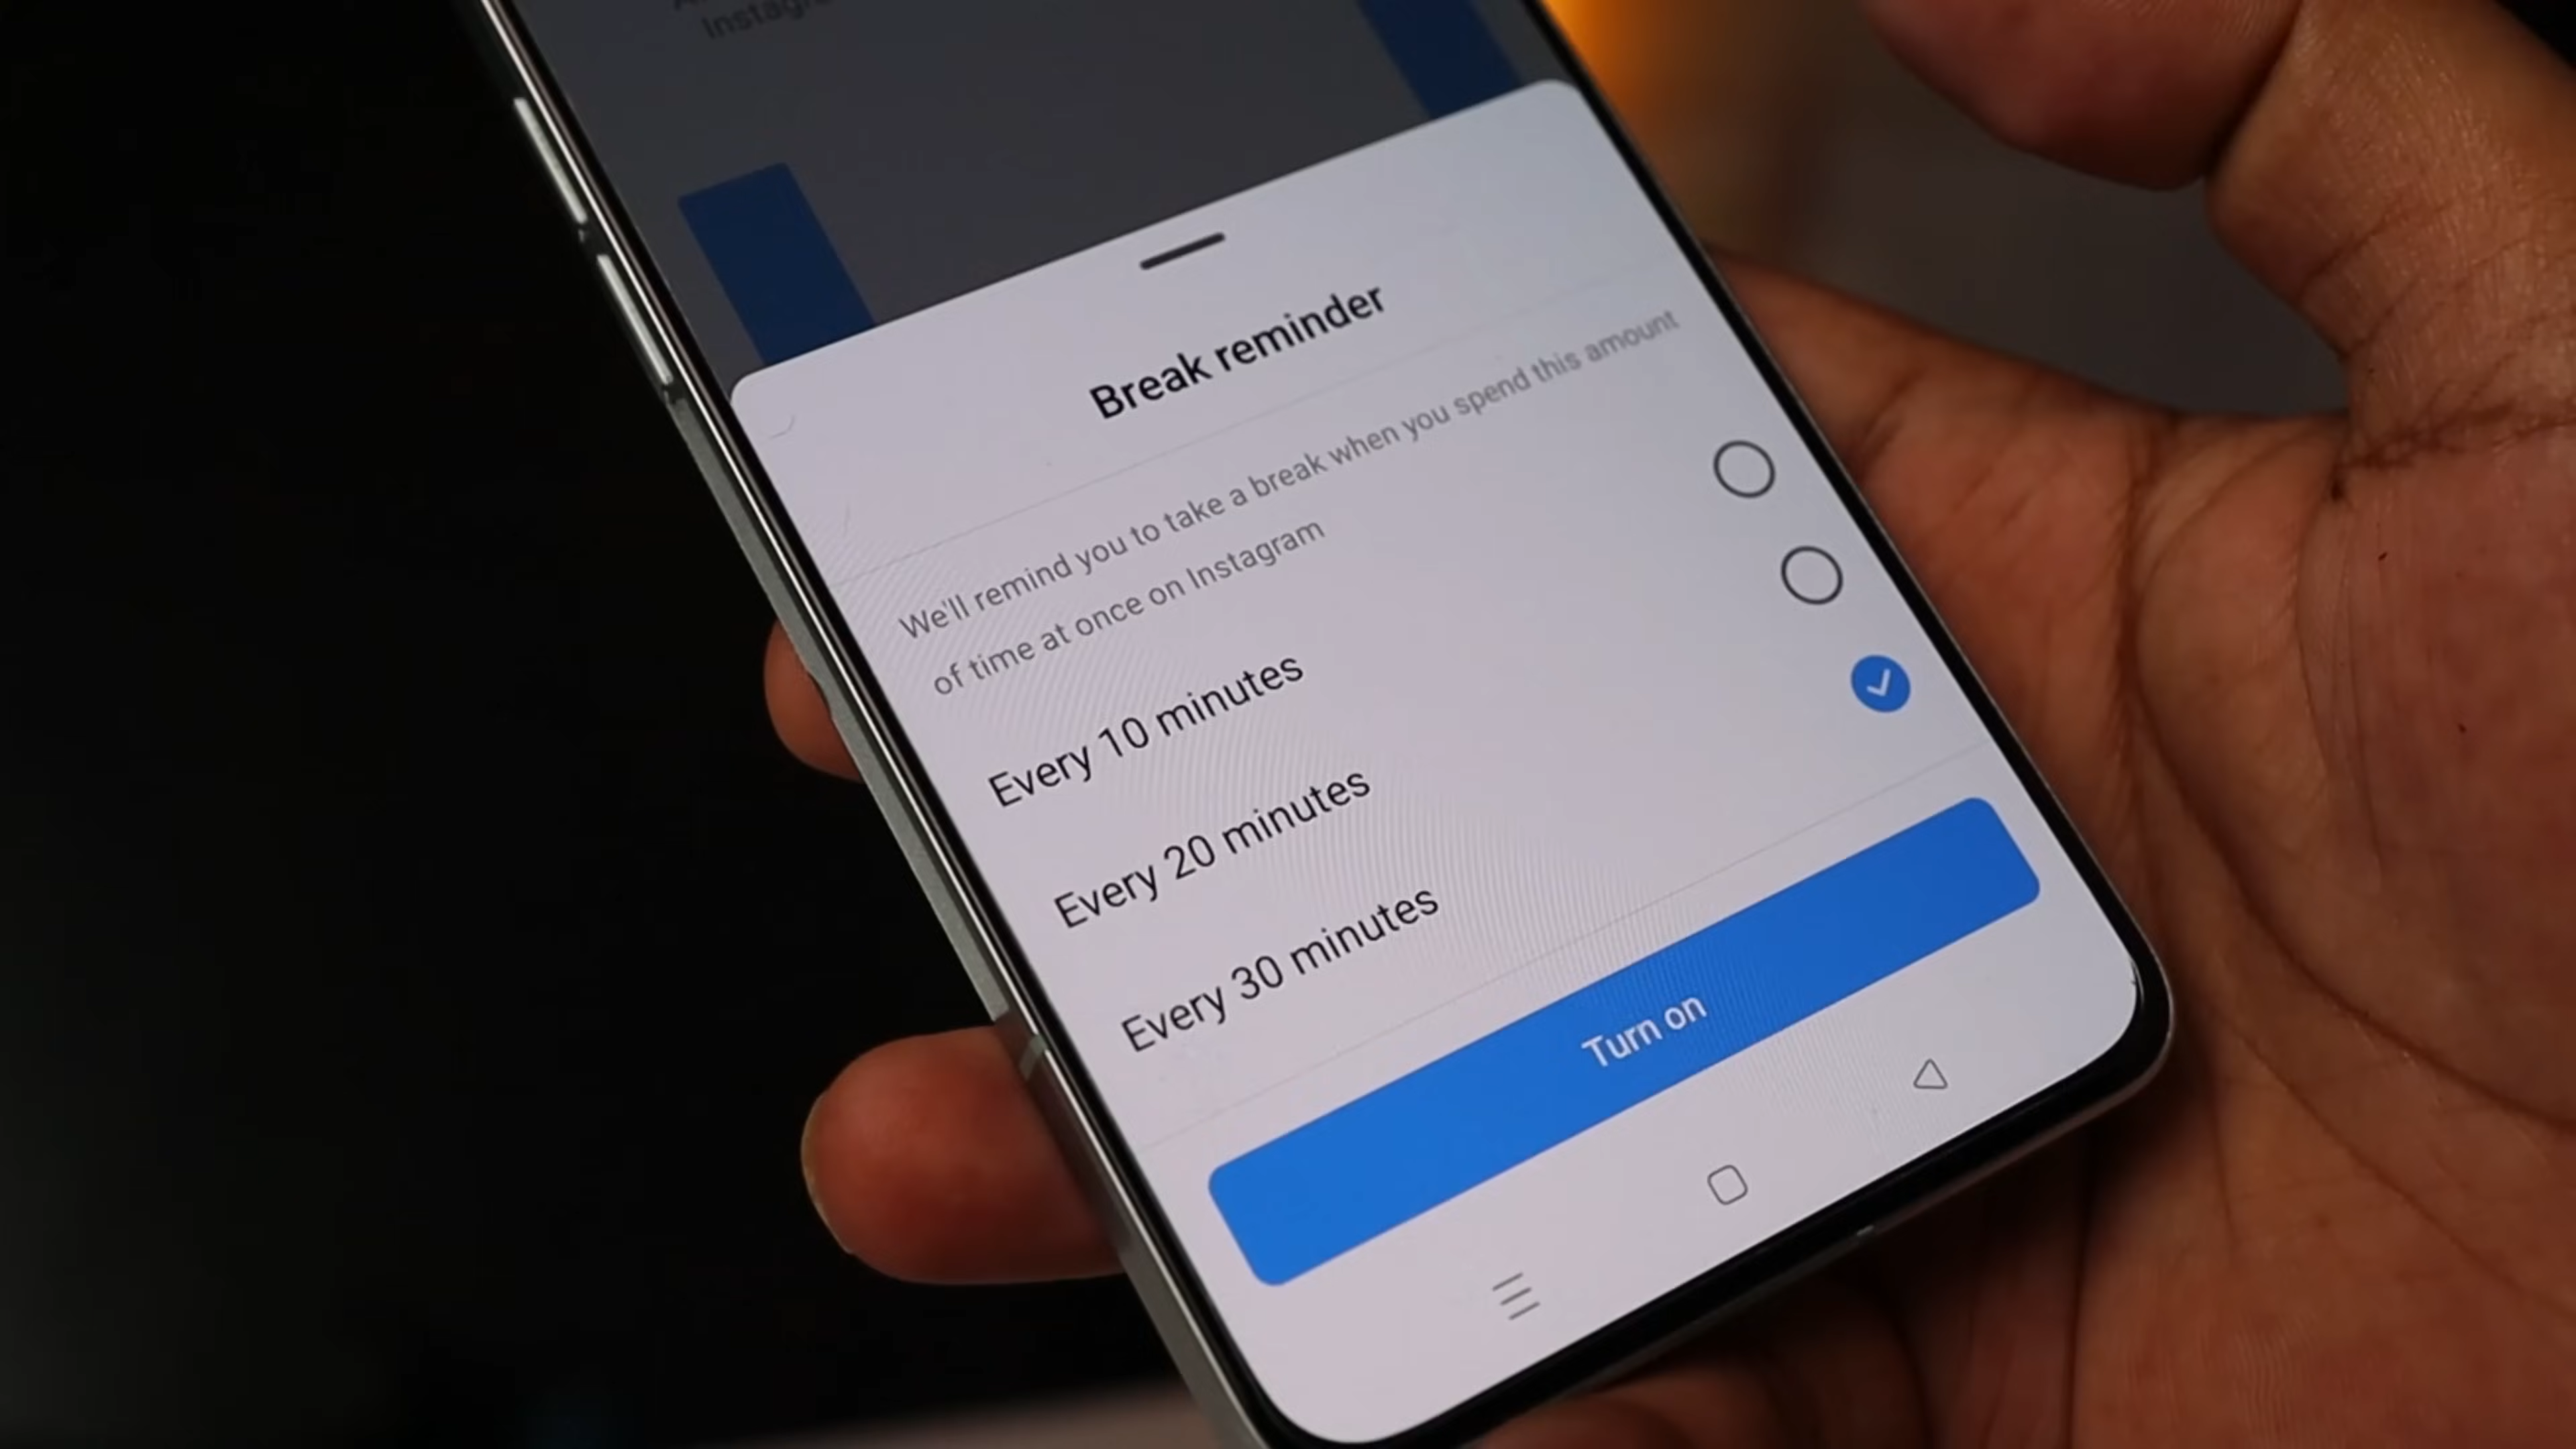 Break reminder
We'll remind you to take a break when you spend this amount
of time at once on Instagram
Every 10 minutes
Every 20 minutes
Every 30 minutes
Turn on